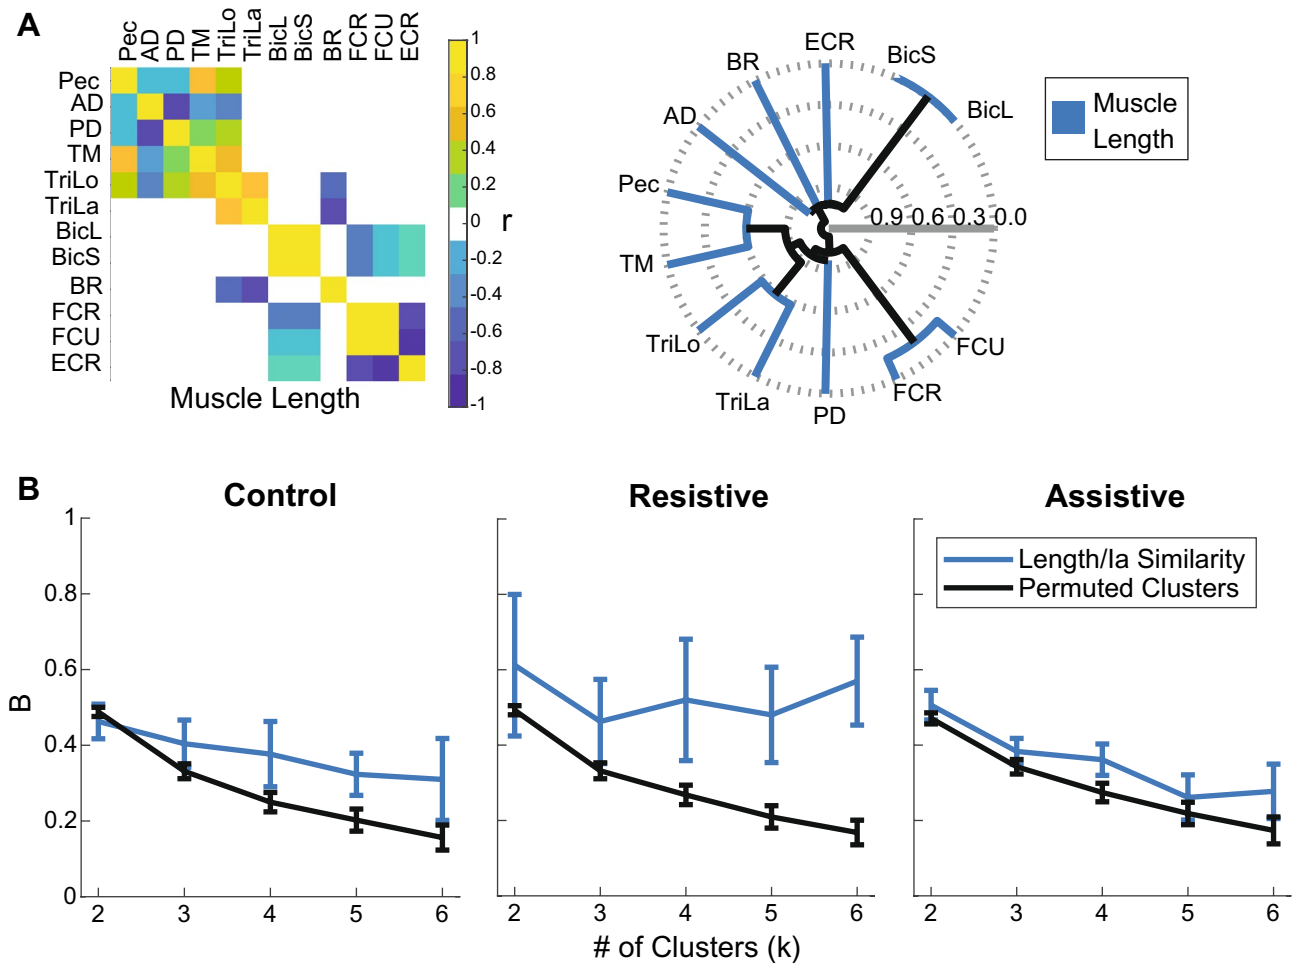 A
Pec AD PD TM TriLo TriLa BicL BicS BR FCR FCU ECR
Pec
AD
PD
TM
TriLo
TriLa
BicL
BicS
BR
FCR
FCU
ECR
Muscle Length
1
0.8
0.6
0.4
0.2
0
-0.2
-0.4
-0.6
-0.8
-1
r
ECR
BicS
BR
BicL
AD
Pec
TM
TriLo
TriLa
PD
FCR
FCU
0.9 0.6 0.3 0.0
Muscle
Length
B
Control
Resistive
Assistive
Length/Ia Similarity
Permuted Clusters
B
1
0.8
0.6
0.4
0.2
0
2 3 4 5 6
2 3 4 5 6
2 3 4 5 6
# of Clusters (k)